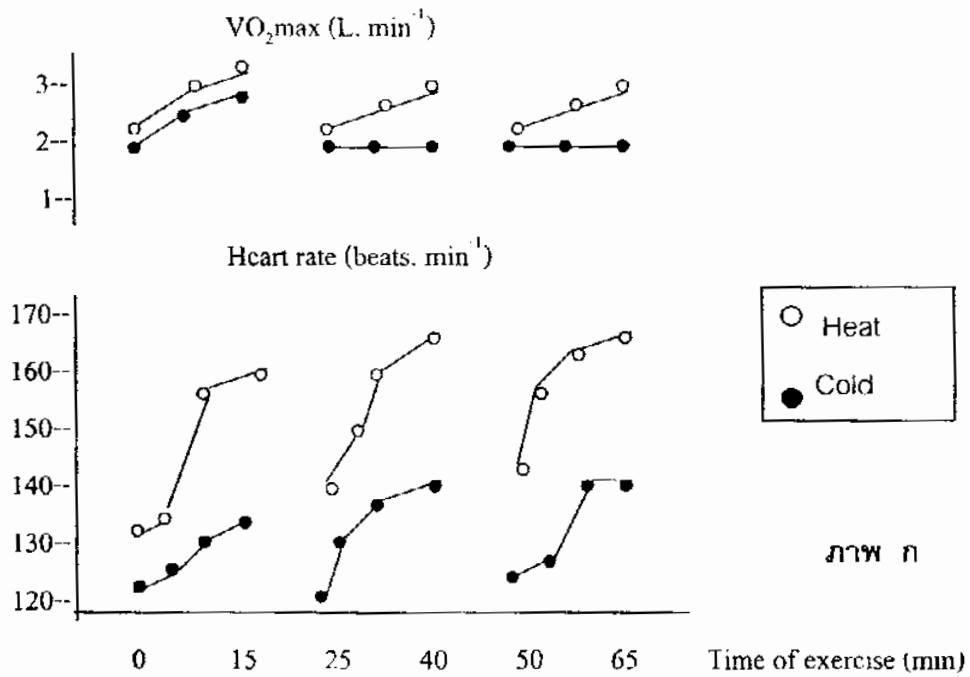 VO₂max (L. min⁻¹)
3--
2--
1--
Heart rate (beats. min⁻¹)
170--
160--
150--
140--
130--
120--
Heat
Cold
ภาพ ก
0 15 25 40 50 65 Time of exercise (min)